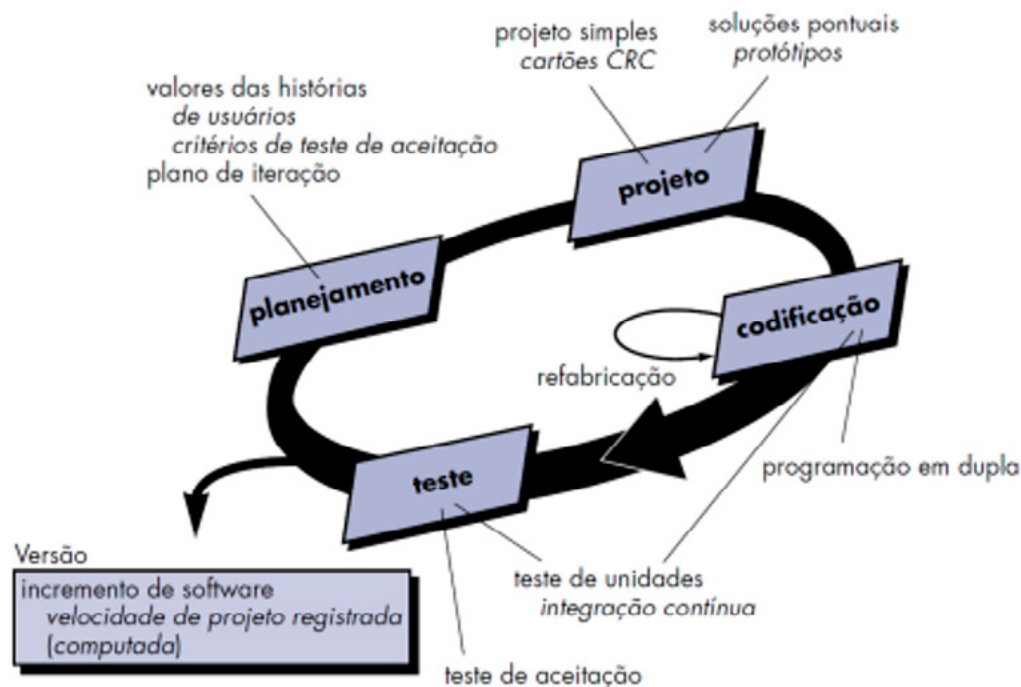 projeto simples
cartões CRC
soluções pontuais
protótipos
valores das histórias
de usuários
critérios de teste de aceitação
plano de iteração
projeto
planejamento
codificação
refabricação
programação em dupla
teste
teste de unidades
integração contínua
teste de aceitação
Versão
incremento de software
velocidade de projeto registrada
(computada)